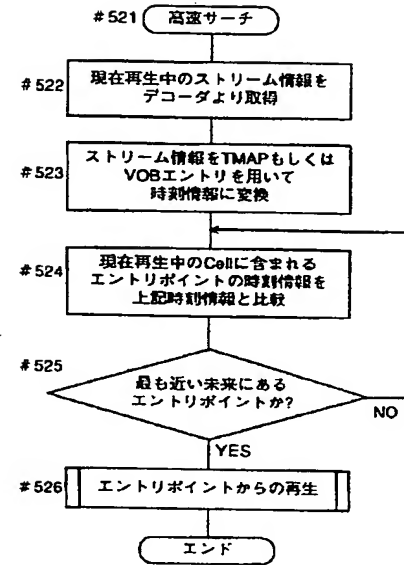 #521 高速サーチ
#522
現在再生中のストリーム情報を
デコーダより取得
#523
ストリーム情報をTMAPもしくは
VOBエントリを用いて
時刻情報に変換
#524
現在再生中のCellに含まれる
エントリポイントの時刻情報を
上記時刻情報と比較
#525
最も近い未来にある
エントリポイントか?
NO
YES
#526 エントリポイントからの再生
エンド